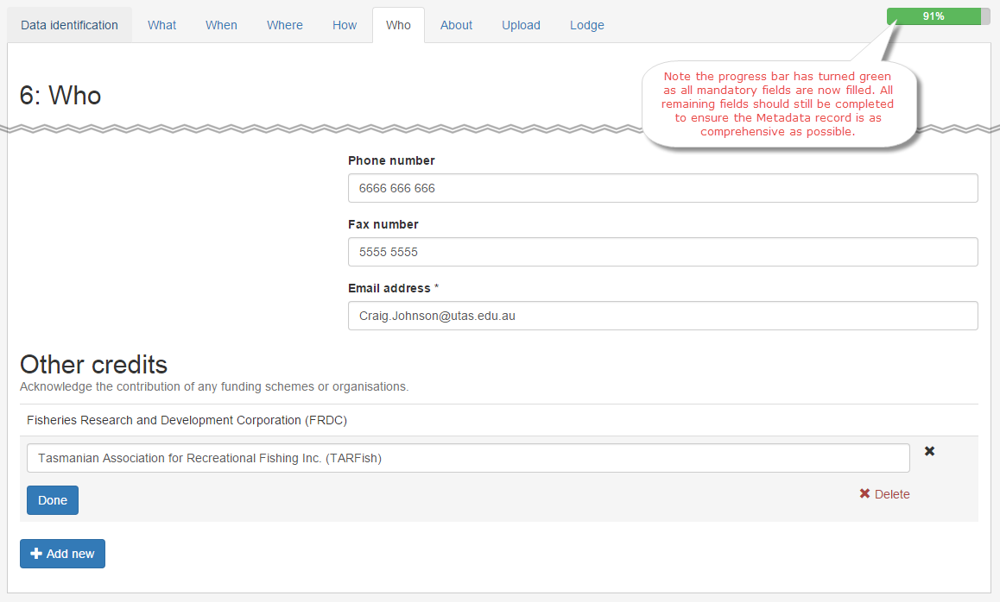 Data identification What When Where How Who About Upload Lodge
91%
Note the progress bar has turned green
as all mandatory fields are now filled. All
remaining fields should still be completed
to ensure the Metadata record is as
comprehensive as possible.
6: Who
Phone number
6666 666 666
Fax number
5555 5555
Email address *
Craig.Johnson@utas.edu.au
Other credits
Acknowledge the contribution of any funding schemes or organisations.
Fisheries Research and Development Corporation (FRDC)
Tasmanian Association for Recreational Fishing Inc. (TARFish)
Done
Delete
Add new